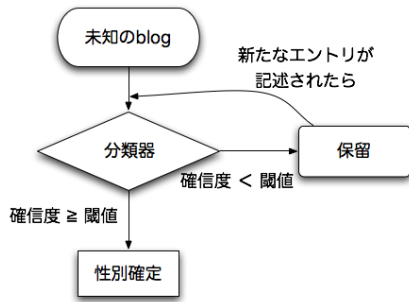 未知のblog
新たなエントリが
記述されたら
分類器
保留
確信度 < 閾値
確信度 ≧ 閾値
性別確定